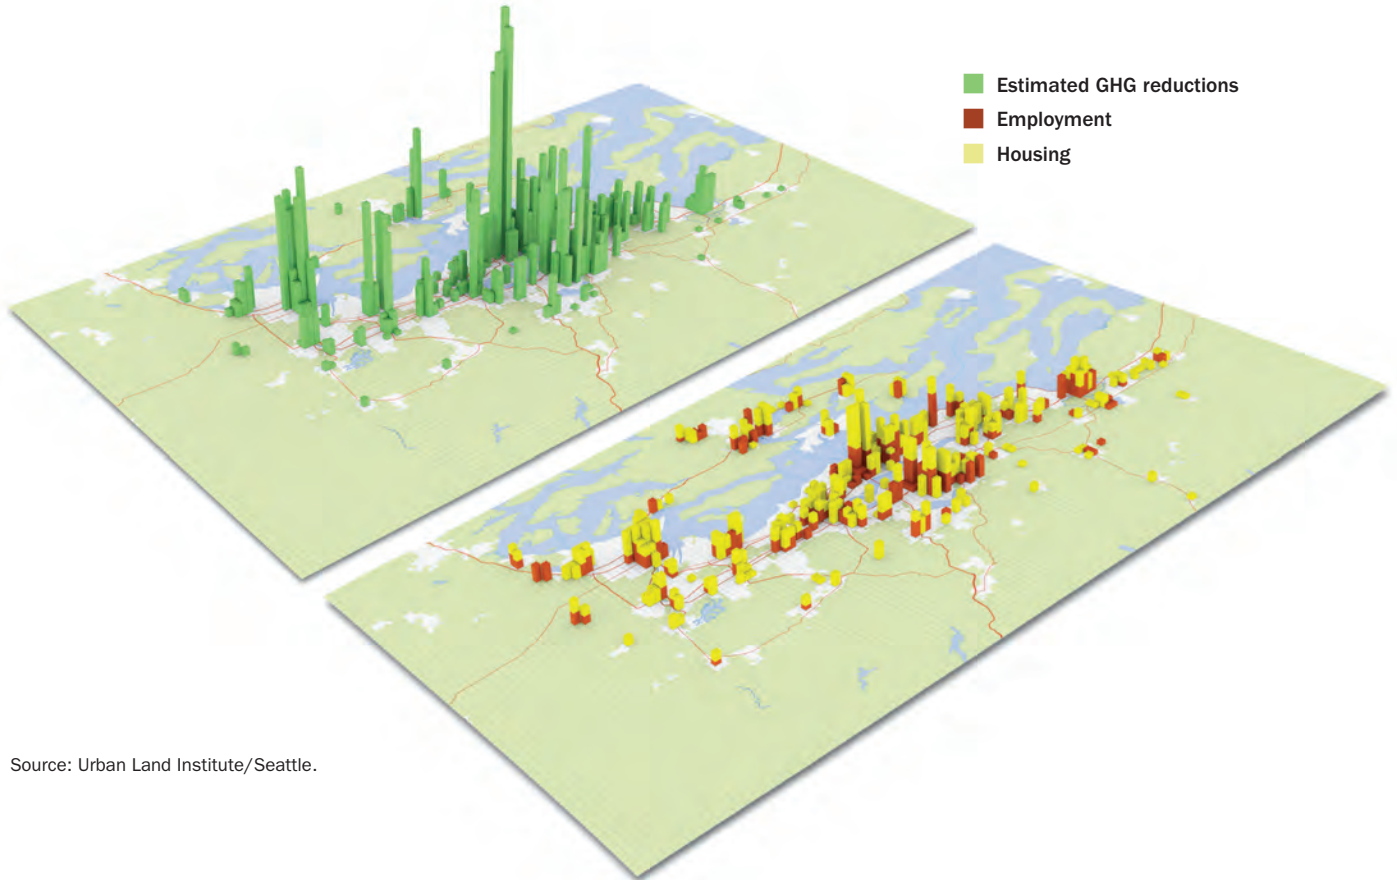 Estimated GHG reductions
Employment
Housing
Source: Urban Land Institute/Seattle.